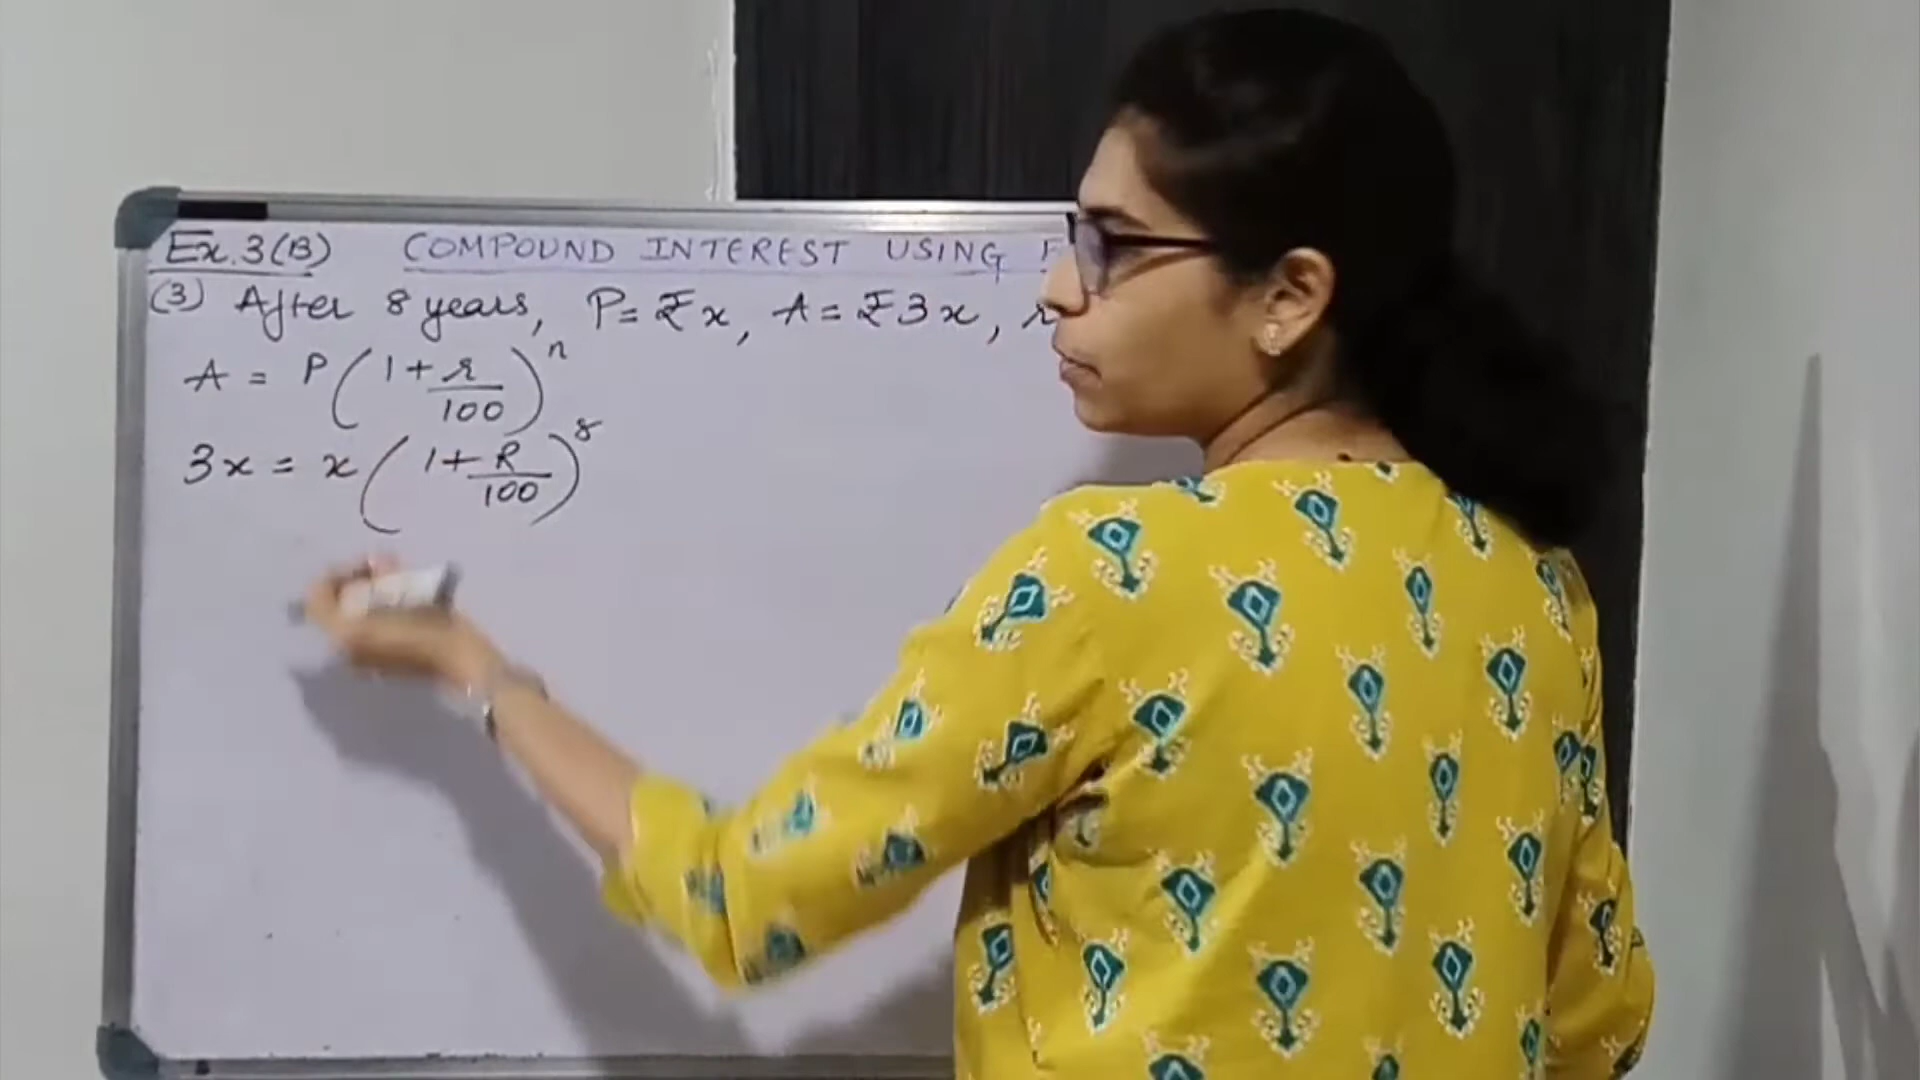 Ex. 3(B) COMPOUND INTEREST USING
(3) After 8 years, P = ₹x, A = ₹3x, r
A = P(1 + r/100)^n
3x = x(1 + R/100)^8